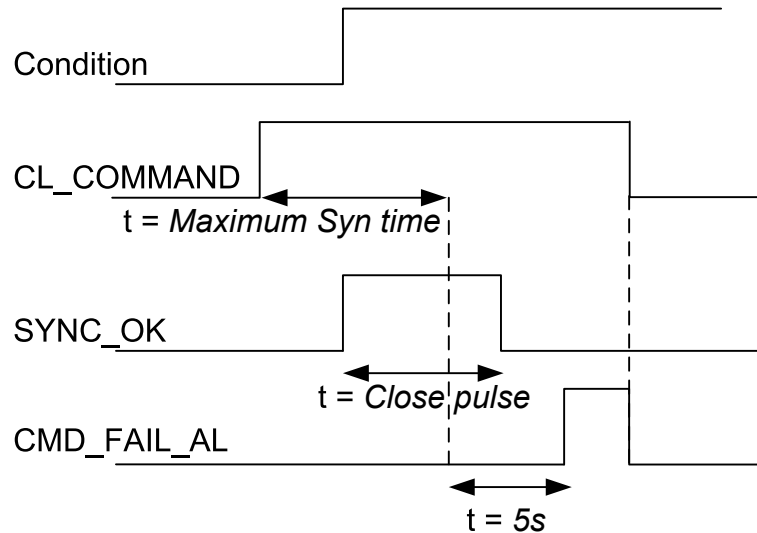 Condition
CL_COMMAND
t = Maximum Syn time
SYNC_OK
t = Close pulse
CMD_FAIL_AL
t = 5s